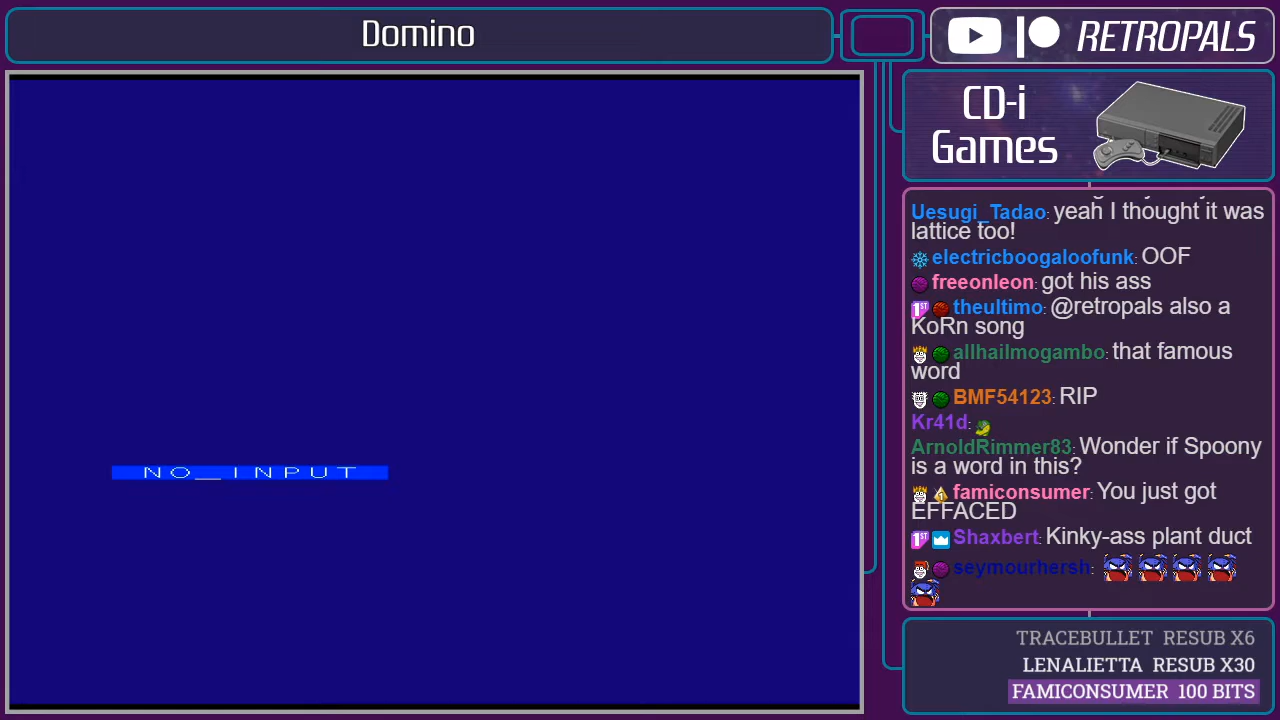 Domino
RETROPALS
CD-i
Games
Uesugi_Tadao: yeah I thought it was
lattice too!
electricboogaloofunk: OOF
freeonleon: got his ass
theultimo: @retropals also a
KoRn song
allhailmogambo: that famous
word
BMF54123: RIP
Kr41d:
ArnoldRimmer83: Wonder if Spoony
is a word in this?
famiconsumer: You just got
EFFACED
Shaxbert: Kinky-ass plant duct
seymourhersh:
NO_INPUT
TRACEBULLET RESUB X6
LENALIETTA RESUB X30
FAMICONSUMER 100 BITS